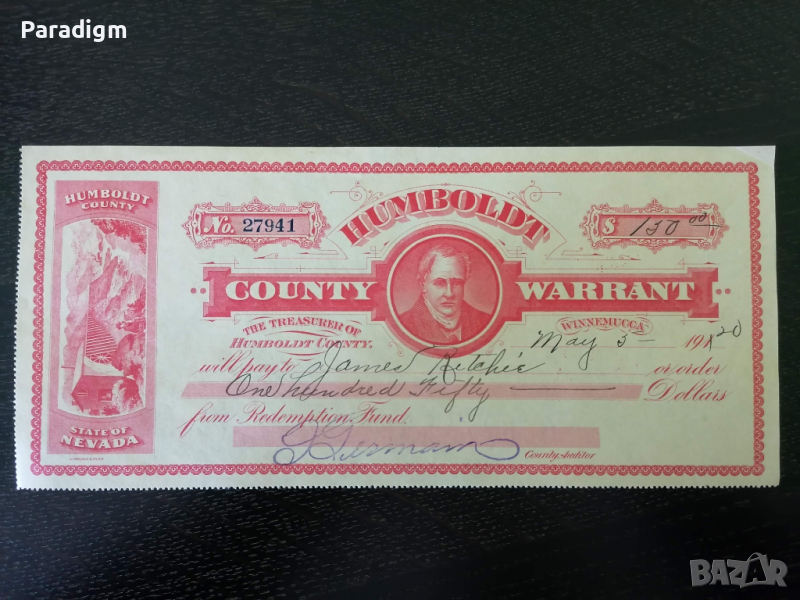 Paradigm
HUMBOLDT COUNTY
STATE OF NEVADA
No. 27941
HUMBOLDT
$ 150 00
COUNTY WARRANT
THE TREASURER OF HUMBOLDT COUNTY.
WINNEMUCCA May 5 1920
will pay to James Ritchie or order
One hundred Fifty Dollars
from Redemption Fund.
County Auditor
BAZAR